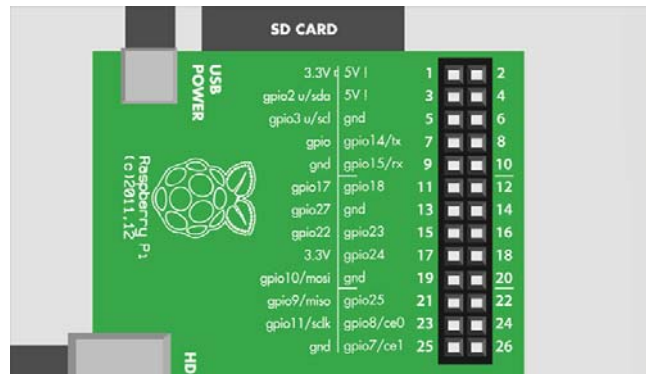 SD CARD
USB
POWER
3.3V 5V ! 1 2
gpio2 u/sda 5V ! 3 4
gpio3 u/scl gnd 5 6
gpio gpio14/tx 7 8
gnd gpio15/rx 9 10
gpio17 gpio18 11 12
gpio27 gnd 13 14
gpio22 gpio23 15 16
3.3V gpio24 17 18
gpio10/mosi gnd 19 20
gpio9/miso gpio25 21 22
gpio11/sclk gpio8/ce0 23 24
gnd gpio7/ce1 25 26
Raspberry Pi
(c)2011,12
HD